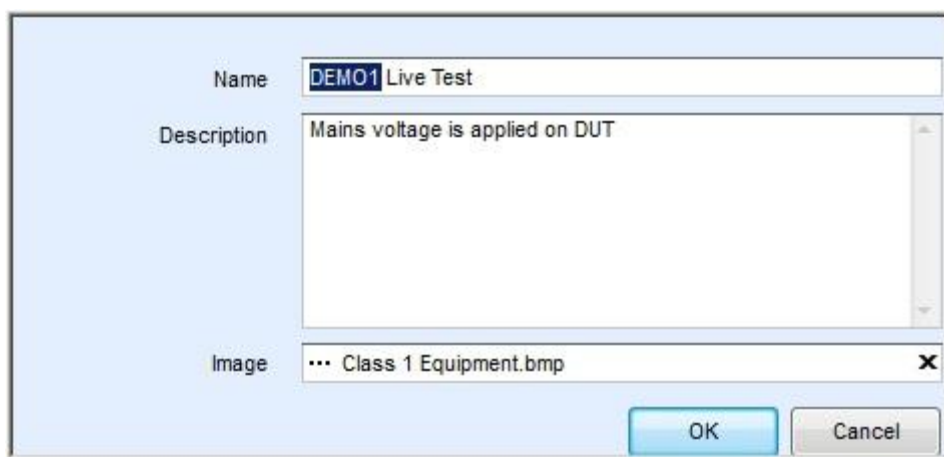 Name DEMO1 Live Test
Description Mains voltage is applied on DUT
Image ••• Class 1 Equipment.bmp x
OK Cancel